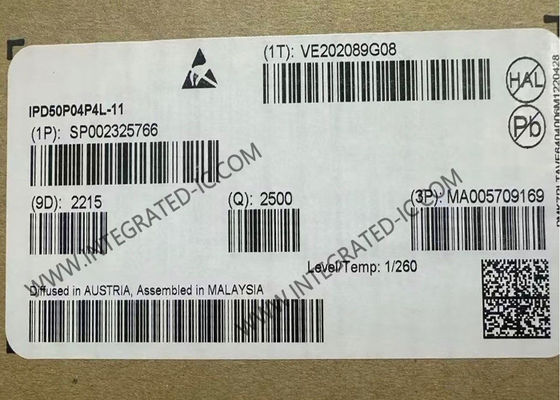 (1T): VE202089G08
HAL
Pb
IPD50P04P4L-11
(1P): SP002325766
(9D): 2215
(Q): 2500
(3P): MA005709169
Level/Temp: 1/260
Diffused in AUSTRIA, Assembled in MALAYSIA
WWW.INTEGRATED-IC.COM
WWW.INTEGRATED-IC.COM